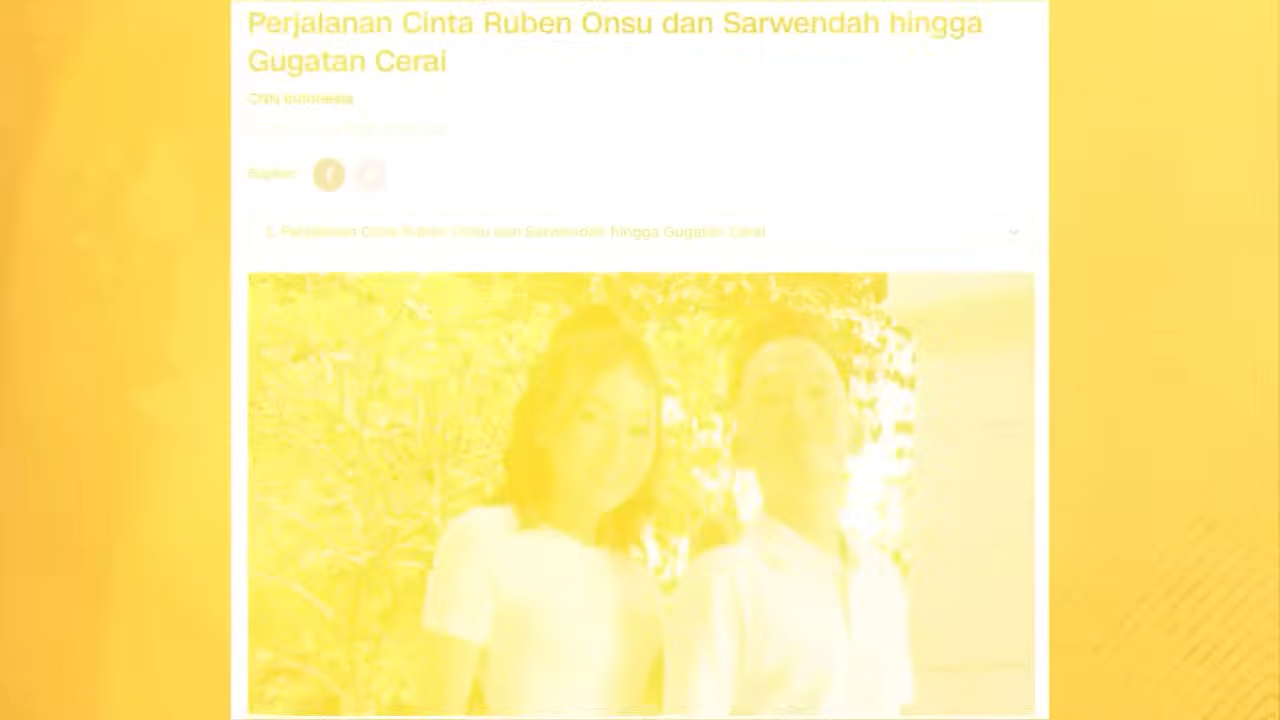 Perjalanan Cinta Ruben Onsu dan Sarwendah hingga
Gugatan Cerai
CNN Indonesia
Bagikan:
1. Perjalanan Cinta Ruben Onsu dan Sarwendah hingga Gugatan Cerai